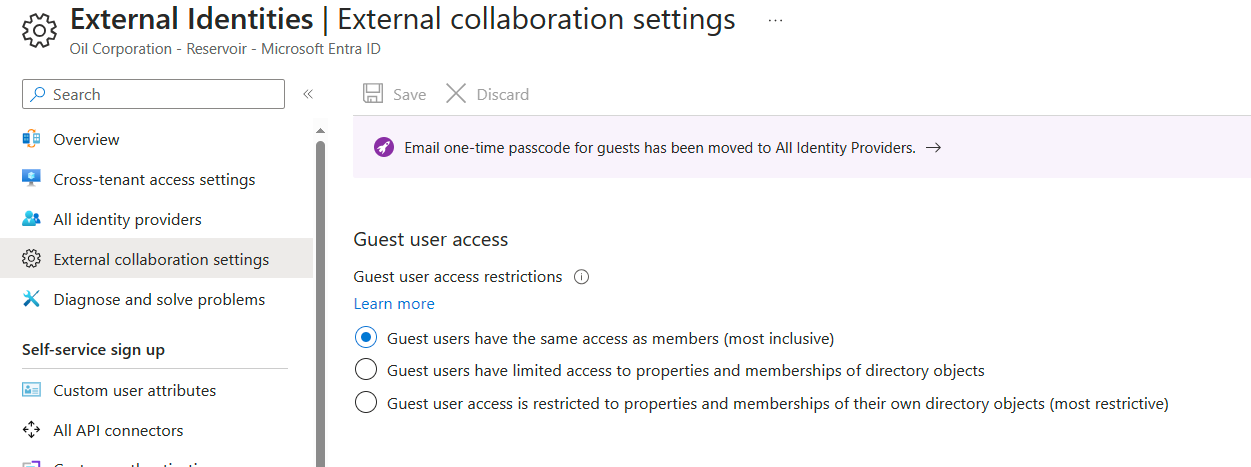 External Identities | External collaboration settings ...
Oil Corporation - Reservoir - Microsoft Entra ID
Search
«
Save
Discard
Email one-time passcode for guests has been moved to All Identity Providers. →
Overview
Cross-tenant access settings
All identity providers
External collaboration settings
Diagnose and solve problems
Self-service sign up
Custom user attributes
All API connectors
Guest user access
Guest user access restrictions
Learn more
Guest users have the same access as members (most inclusive)
Guest users have limited access to properties and memberships of directory objects
Guest user access is restricted to properties and memberships of their own directory objects (most restrictive)